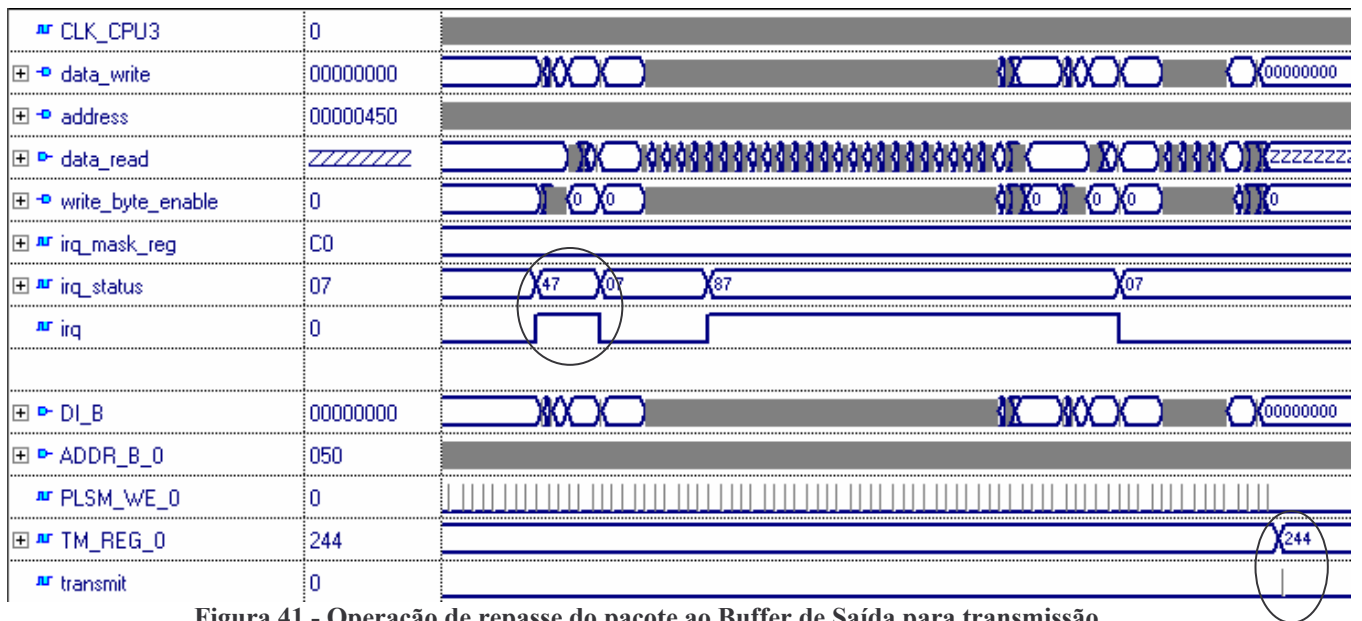 CLK_CPU3 0
data_write 00000000 00000000
address 00000450
data_read ZZZZZZZZ ZZZZZZZZ
write_byte_enable 0 0 0 0 0 0 0
irq_mask_reg C0
irq_status 07 47 07 87 07
irq 0
DI_B 00000000 00000000
ADDR_B_0 050
PLSM_WE_0 0
TM_REG_0 244 244
transmit 0
Figura 41 - Operação de repasse do pacote ao Buffer de Saída para transmissão